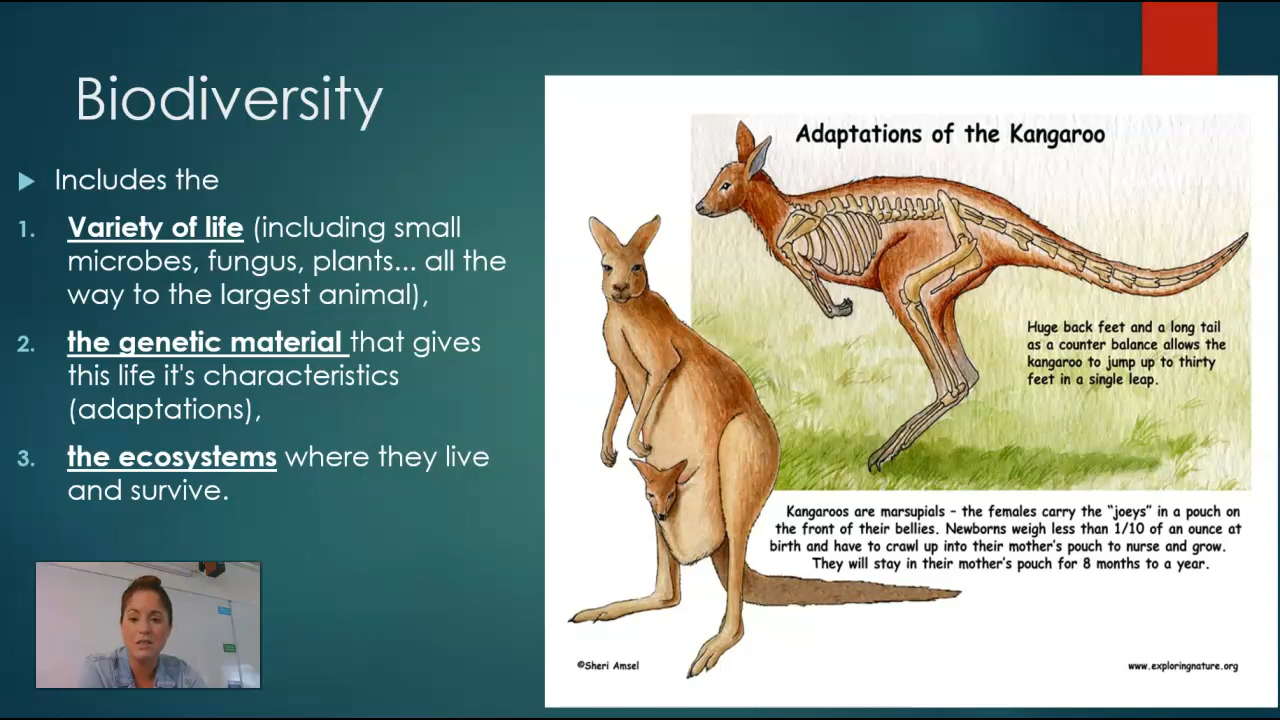 Biodiversity
Includes the
1. Variety of life (including small
microbes, fungus, plants... all the
way to the largest animal),
2. the genetic material that gives
this life it's characteristics
(adaptations),
3. the ecosystems where they live
and survive.
Adaptations of the Kangaroo
Huge back feet and a long tail
as a counter balance allows the
kangaroo to jump up to thirty
feet in a single leap.
Kangaroos are marsupials - the females carry the "joeys" in a pouch on
the front of their bellies. Newborns weigh less than 1/10 of an ounce at
birth and have to crawl up into their mother's pouch to nurse and grow.
They will stay in their mother's pouch for 8 months to a year.
©Sheri Amsel
www.exploringnature.org